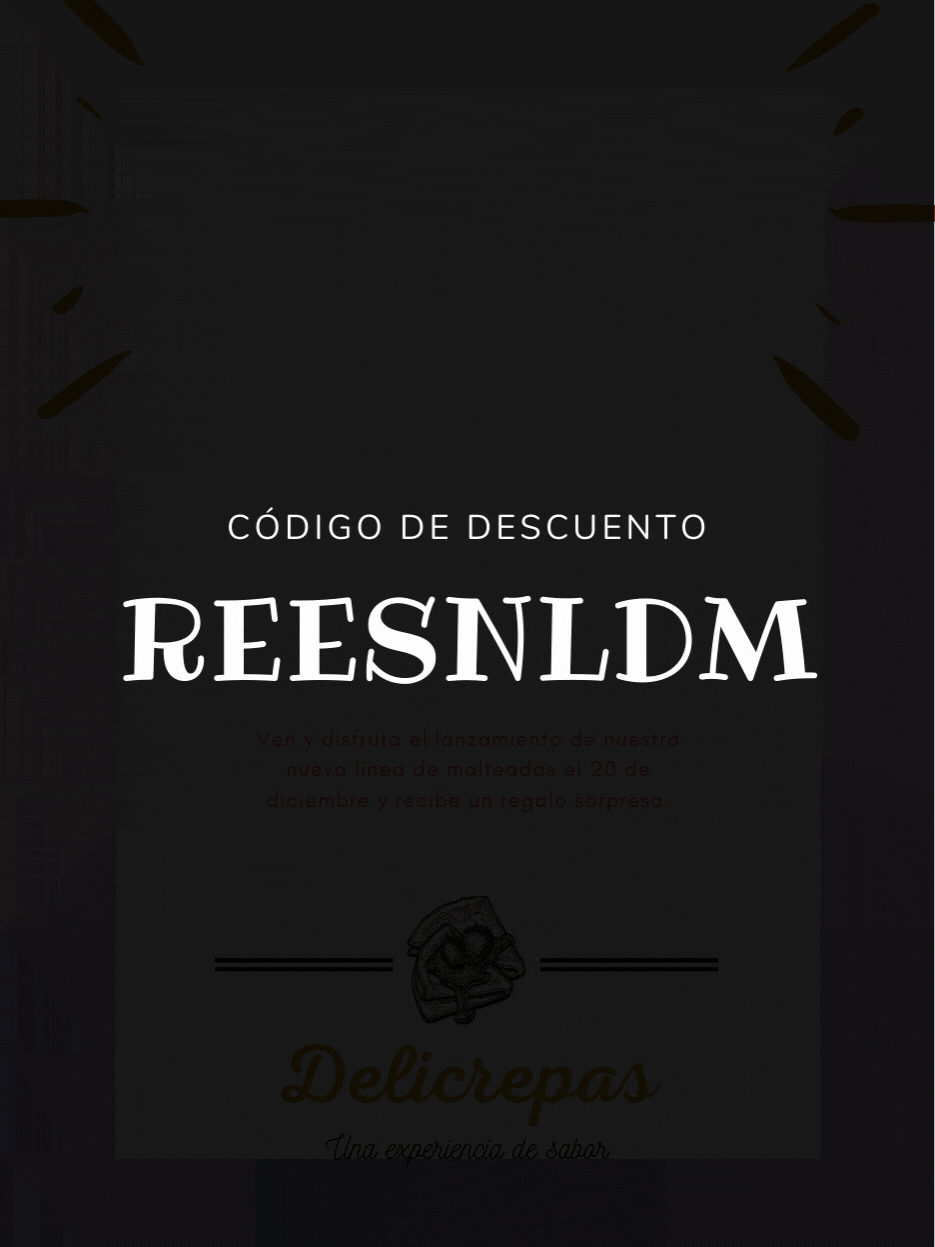 CÓDIGO DE DESCUENTO
REESNLDM
Ven y disfruta el lanzamiento de nuestra
nueva línea de malteadas el 20 de
diciembre y recibe un regalo sorpresa.
Delicrepas
Una experiencia de sabor